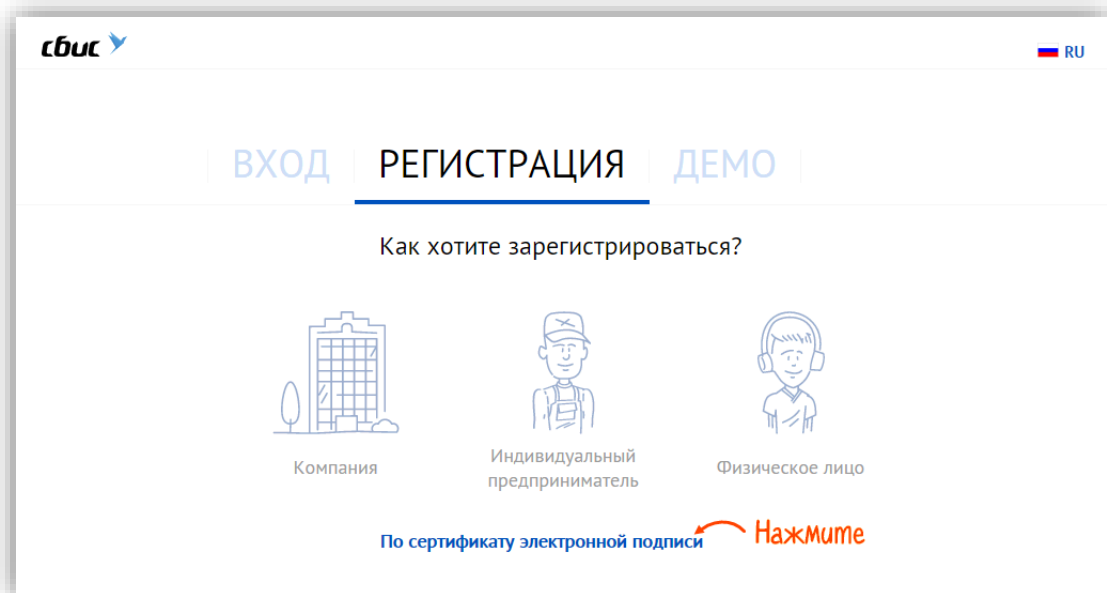 сбис
RU
ВХОД РЕГИСТРАЦИЯ ДЕМО
Как хотите зарегистрироваться?
Компания
Индивидуальный
предприниматель
Физическое лицо
По сертификату электронной подписи
Нажмите